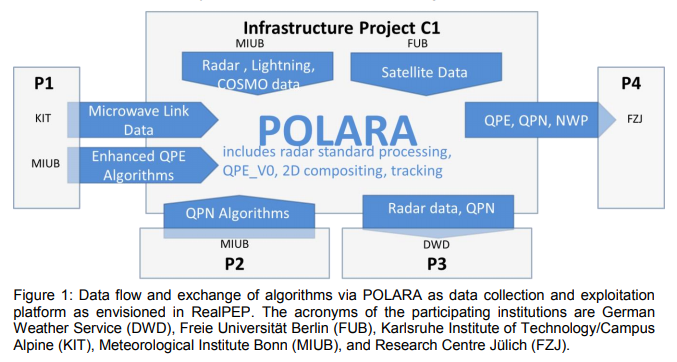 Infrastructure Project C1
MIUB
FUB
Radar , Lightning,
COSMO data
Satellite Data
P1
KIT
Microwave Link
Data
MIUB
Enhanced QPE
Algorithms
POLARA
includes radar standard processing,
QPE_V0, 2D compositing, tracking
QPE, QPN, NWP
P4
FZJ
QPN Algorithms
MIUB
P2
Radar data, QPN
DWD
P3
Figure 1: Data flow and exchange of algorithms via POLARA as data collection and exploitation
platform as envisioned in RealPEP. The acronyms of the participating institutions are German
Weather Service (DWD), Freie Universität Berlin (FUB), Karlsruhe Institute of Technology/Campus
Alpine (KIT), Meteorological Institute Bonn (MIUB), and Research Centre Jülich (FZJ).